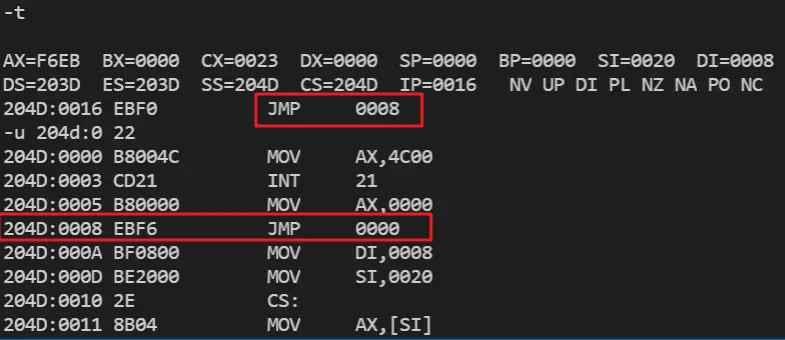 -t
AX=F6EB BX=0000 CX=0023 DX=0000 SP=0000 BP=0000 SI=0020 DI=0008
DS=203D ES=203D SS=204D CS=204D IP=0016 NV UP DI PL NZ NA PO NC
204D:0016 EBF0 JMP 0008
-u 204d:0 22
204D:0000 B8004C MOV AX,4C00
204D:0003 CD21 INT 21
204D:0005 B80000 MOV AX,0000
204D:0008 EBF6 JMP 0000
204D:000A BF0800 MOV DI,0008
204D:000D BE2000 MOV SI,0020
204D:0010 2E CS:
204D:0011 8B04 MOV AX,[SI]